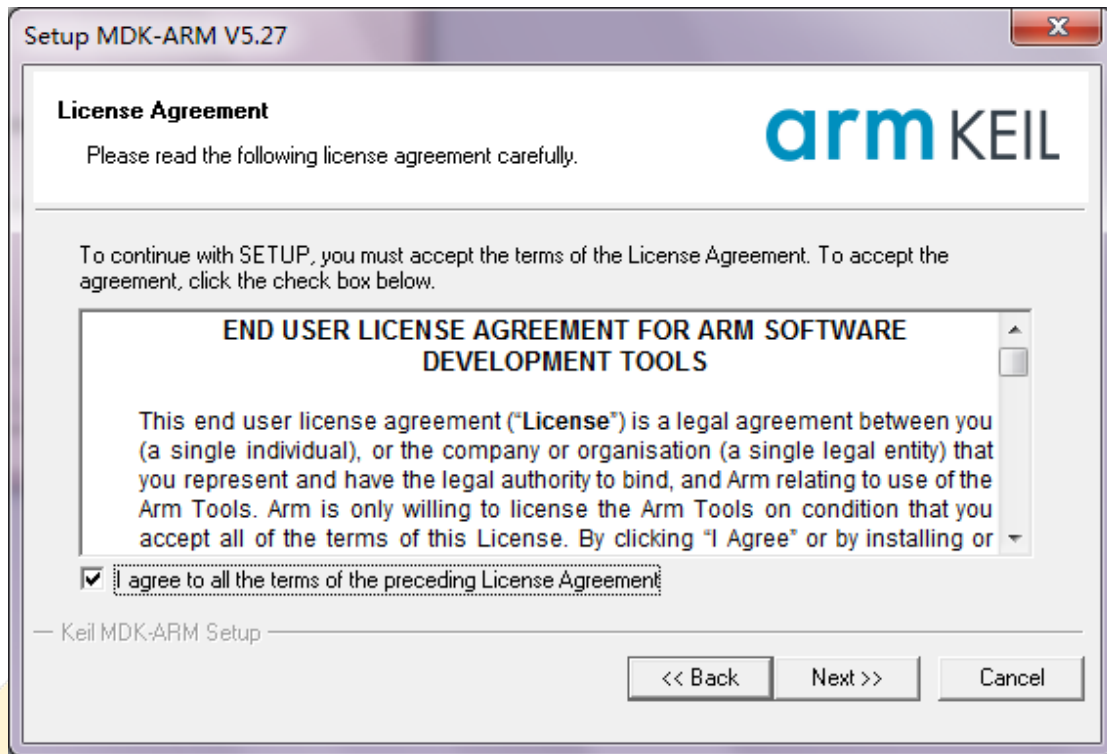 Setup MDK-ARM V5.27
License Agreement
Please read the following license agreement carefully.
arm KEIL
To continue with SETUP, you must accept the terms of the License Agreement. To accept the
agreement, click the check box below.
END USER LICENSE AGREEMENT FOR ARM SOFTWARE
DEVELOPMENT TOOLS
This end user license agreement (“License”) is a legal agreement between you
(a single individual), or the company or organisation (a single legal entity) that
you represent and have the legal authority to bind, and Arm relating to use of the
Arm Tools. Arm is only willing to license the Arm Tools on condition that you
accept all of the terms of this License. By clicking “I Agree” or by installing or
I agree to all the terms of the preceding License Agreement
Keil MDK-ARM Setup
<< Back
Next >>
Cancel